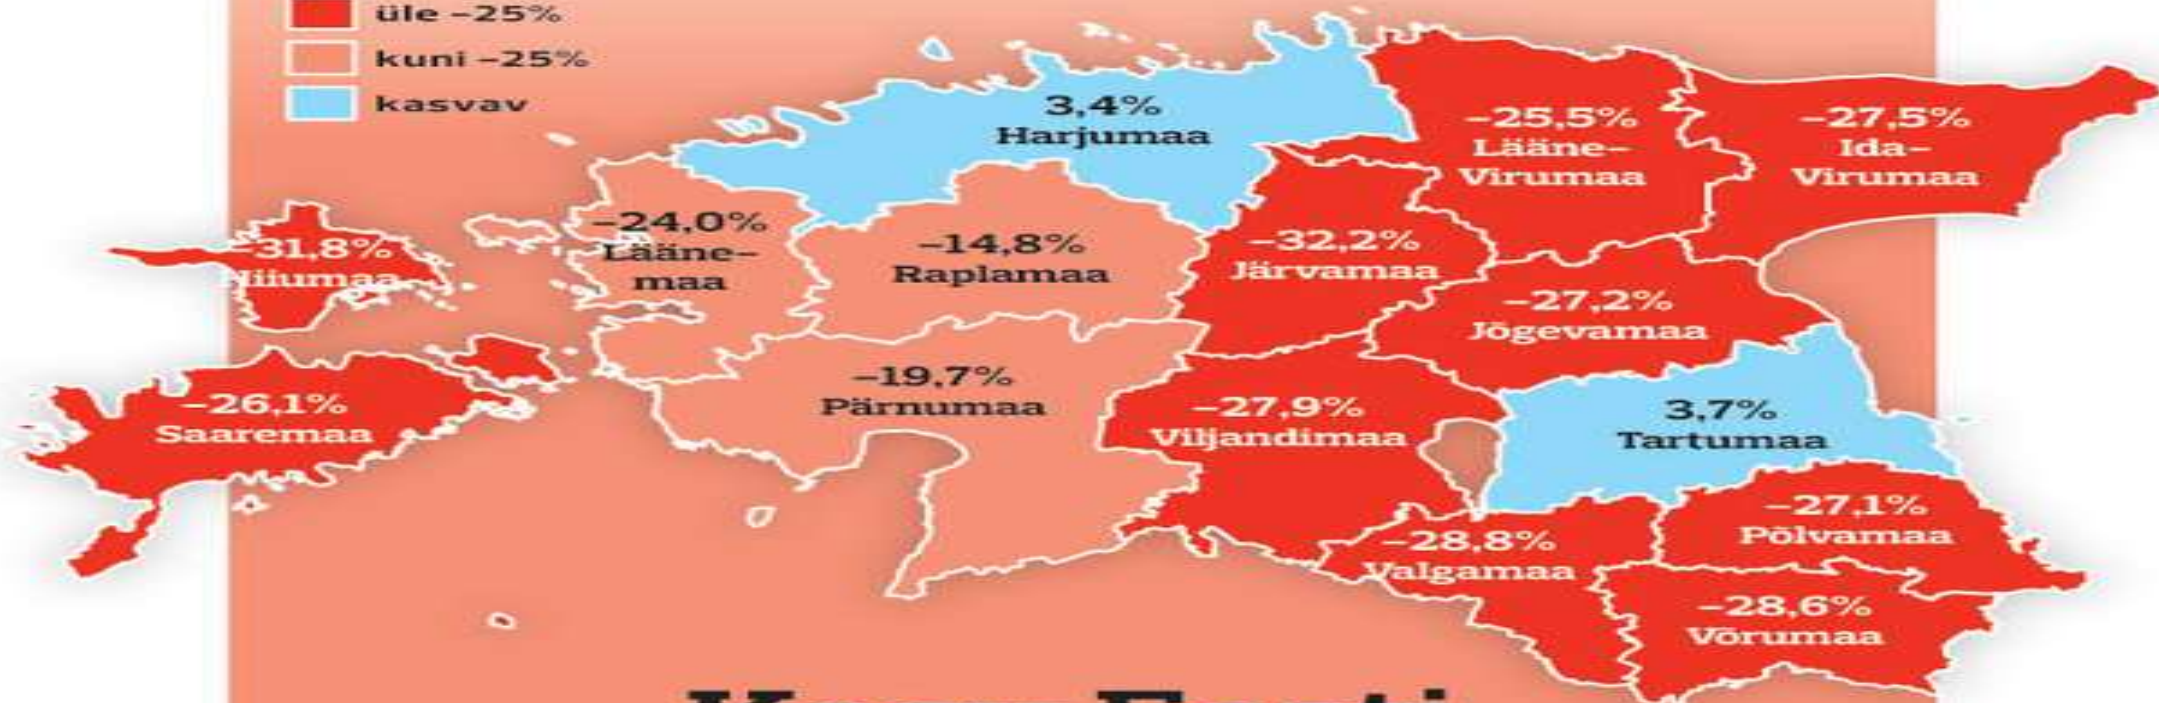 üle –25%
kuni –25%
kasvav
3,4%
Harjumaa
–25,5%
Lääne-
Virumaa
–27,5%
Ida-
Virumaa
–24,0%
Lääne-
maa
–14,8%
Raplamaa
–32,2%
Järvamaa
–31,8%
Hiiumaa
–27,2%
Jõgevamaa
–19,7%
Pärnumaa
–27,9%
Viljandimaa
3,7%
Tartumaa
–26,1%
Saaremaa
–27,1%
Põlvamaa
–28,8%
Valgamaa
–28,6%
Võrumaa